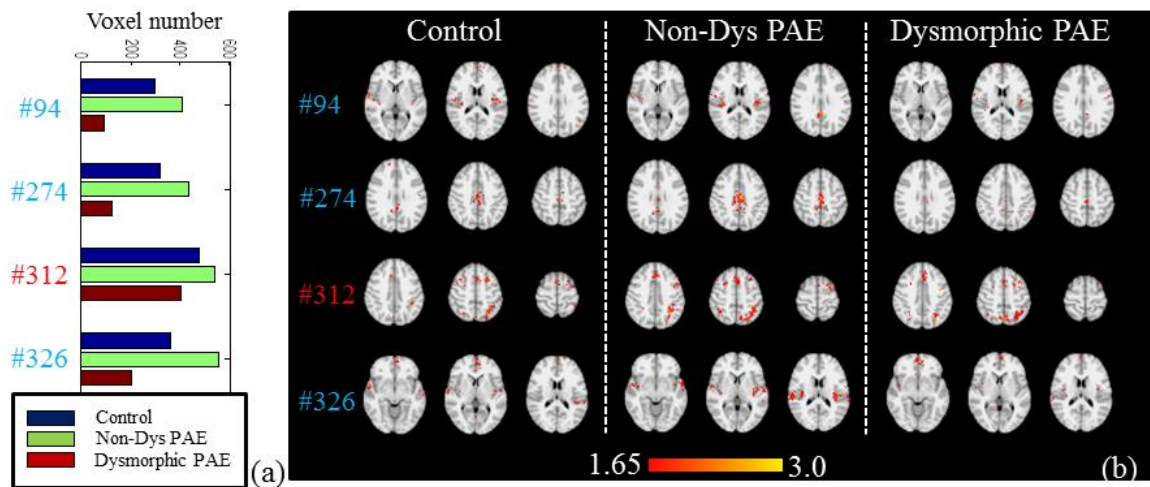 Voxel number
0 200 400 600
#94
#274
#312
#326
Control
Non-Dys PAE
Dysmorphic PAE
(a)
Control Non-Dys PAE Dysmorphic PAE
#94
#274
#312
#326
1.65 3.0
(b)